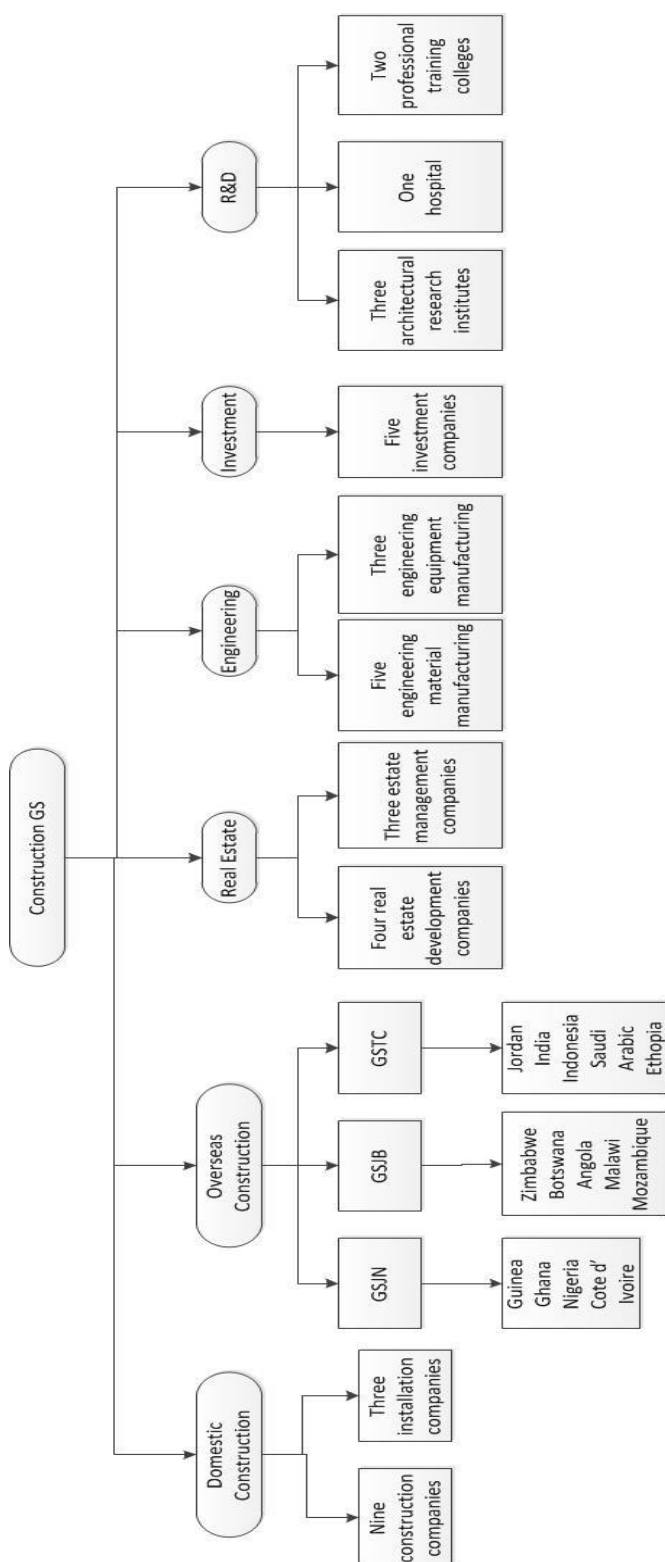 Construction GS
Domestic
Construction
Overseas
Construction
Real Estate
Engineering
Investment
R&D
Nine
construction
companies
Three
installation
companies
GSJN
GSJB
GSTC
Four real
estate
development
companies
Three estate
management
companies
Five
engineering
material
manufacturing
Three
engineering
equipment
manufacturing
Five
investment
companies
Three
architectural
research
institutes
One
hospital
Two
professional
training
colleges
Guinea
Ghana
Nigeria
Cote d'
Ivoire
Zimbabwe
Botswana
Angola
Malawi
Mozambique
Jordan
India
Indonesia
Saudi
Arabic
Ethopia